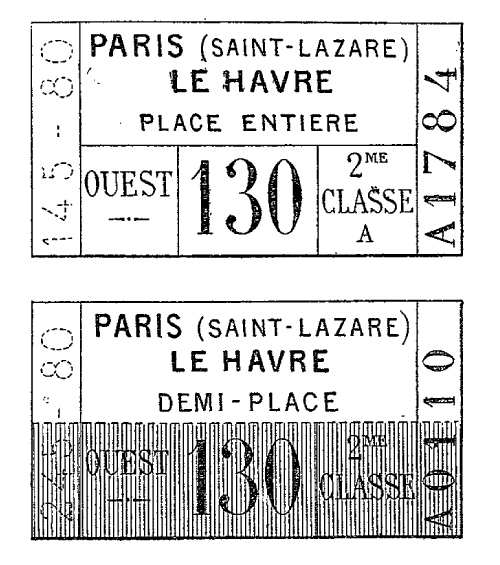 145 - 80
PARIS (SAINT-LAZARE)
LE HAVRE
PLACE ENTIERE
OUEST
130
2ME
CLASSE
A
A1784
245 - 80
PARIS (SAINT-LAZARE)
LE HAVRE
DEMI-PLACE
OUEST
130
2ME
CLASSE
A0110